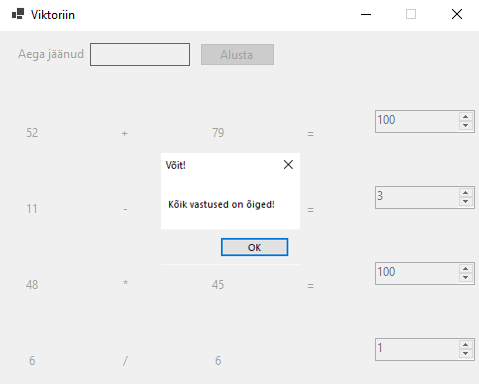 Viktoriin
Aega jäänud Alusta
52 + 79 = 100
Võit!
Kõik vastused on õiged!
OK
11 - = 3
48 * 45 = 100
6 / 6 1